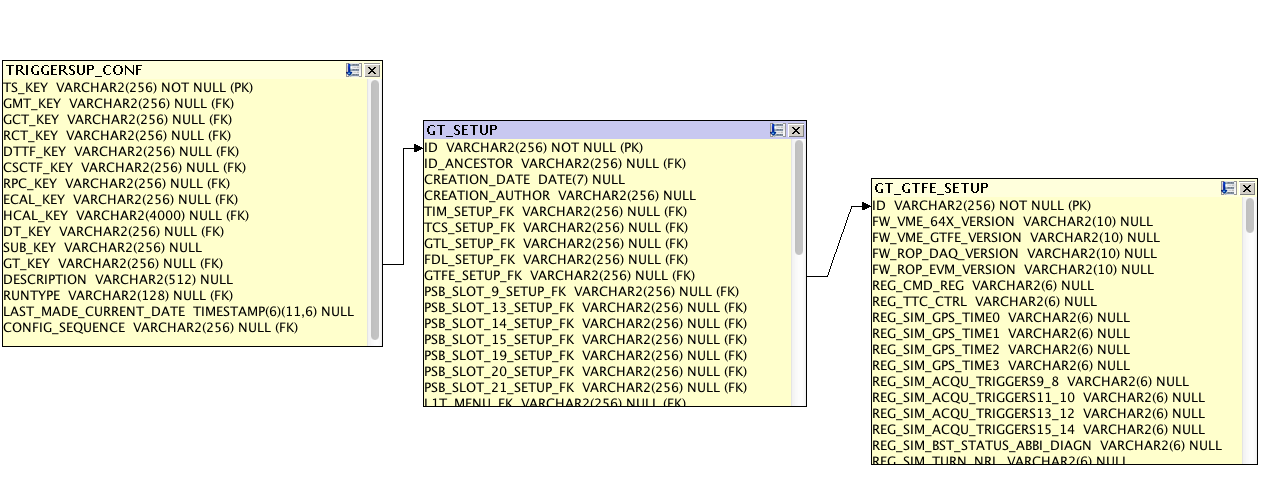 TRIGGERSUP_CONF
TS_KEY VARCHAR2(256) NOT NULL (PK)
GMT_KEY VARCHAR2(256) NULL (FK)
GCT_KEY VARCHAR2(256) NULL (FK)
RCT_KEY VARCHAR2(256) NULL (FK)
DTTF_KEY VARCHAR2(256) NULL (FK)
CSCTF_KEY VARCHAR2(256) NULL (FK)
RPC_KEY VARCHAR2(256) NULL (FK)
ECAL_KEY VARCHAR2(256) NULL (FK)
HCAL_KEY VARCHAR2(4000) NULL (FK)
DT_KEY VARCHAR2(256) NULL (FK)
SUB_KEY VARCHAR2(256) NULL
GT_KEY VARCHAR2(256) NULL (FK)
DESCRIPTION VARCHAR2(512) NULL
RUNTYPE VARCHAR2(128) NULL (FK)
LAST_MADE_CURRENT_DATE TIMESTAMP(6)(11,6) NULL
CONFIG_SEQUENCE VARCHAR2(256) NULL (FK)
GT_SETUP
ID VARCHAR2(256) NOT NULL (PK)
ID_ANCESTOR VARCHAR2(256) NULL (FK)
CREATION_DATE DATE(7) NULL
CREATION_AUTHOR VARCHAR2(256) NULL
TIM_SETUP_FK VARCHAR2(256) NULL (FK)
TCS_SETUP_FK VARCHAR2(256) NULL (FK)
GTL_SETUP_FK VARCHAR2(256) NULL (FK)
FDL_SETUP_FK VARCHAR2(256) NULL (FK)
GTFE_SETUP_FK VARCHAR2(256) NULL (FK)
PSB_SLOT_9_SETUP_FK VARCHAR2(256) NULL (FK)
PSB_SLOT_13_SETUP_FK VARCHAR2(256) NULL (FK)
PSB_SLOT_14_SETUP_FK VARCHAR2(256) NULL (FK)
PSB_SLOT_15_SETUP_FK VARCHAR2(256) NULL (FK)
PSB_SLOT_19_SETUP_FK VARCHAR2(256) NULL (FK)
PSB_SLOT_20_SETUP_FK VARCHAR2(256) NULL (FK)
PSB_SLOT_21_SETUP_FK VARCHAR2(256) NULL (FK)
L1T_MENU_FK VARCHAR2(256) NULL (FK)
GT_GTFE_SETUP
ID VARCHAR2(256) NOT NULL (PK)
FW_VME_64X_VERSION VARCHAR2(10) NULL
FW_VME_GTFE_VERSION VARCHAR2(10) NULL
FW_ROP_DAQ_VERSION VARCHAR2(10) NULL
FW_ROP_EVM_VERSION VARCHAR2(10) NULL
REG_CMD_REG VARCHAR2(6) NULL
REG_TTC_CTRL VARCHAR2(6) NULL
REG_SIM_GPS_TIME0 VARCHAR2(6) NULL
REG_SIM_GPS_TIME1 VARCHAR2(6) NULL
REG_SIM_GPS_TIME2 VARCHAR2(6) NULL
REG_SIM_GPS_TIME3 VARCHAR2(6) NULL
REG_SIM_ACQU_TRIGGERS9_8 VARCHAR2(6) NULL
REG_SIM_ACQU_TRIGGERS11_10 VARCHAR2(6) NULL
REG_SIM_ACQU_TRIGGERS13_12 VARCHAR2(6) NULL
REG_SIM_ACQU_TRIGGERS15_14 VARCHAR2(6) NULL
REG_SIM_BST_STATUS_ABBI_DIAGN VARCHAR2(6) NULL
REG_SIM_TURN_NRL VARCHAR2(6) NULL